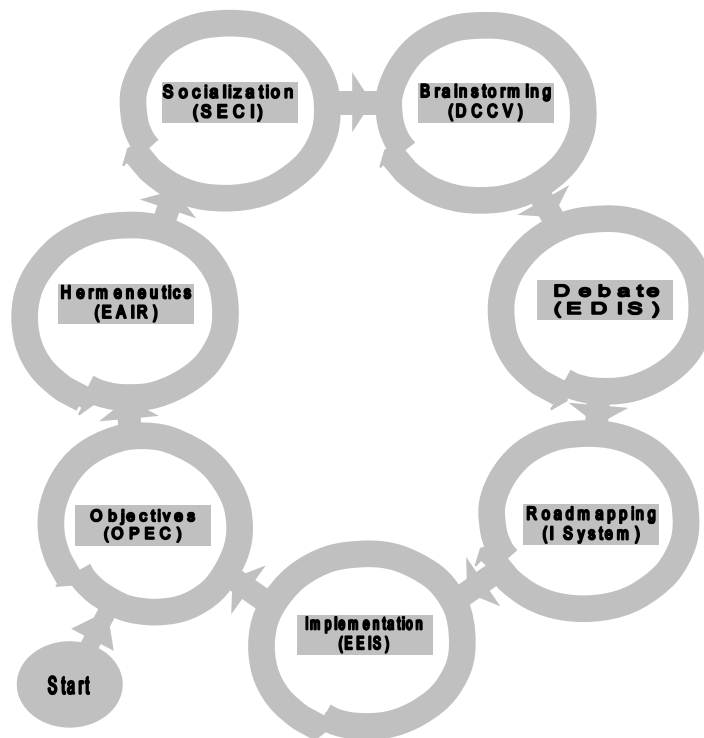 Socialization
(SECI)
Brainstorming
(DCCV)
Hermeneutics
(EAIR)
Debate
(EDIS)
Objectives
(OPEC)
Roadmapping
(I System)
Implementation
(EEIS)
Start